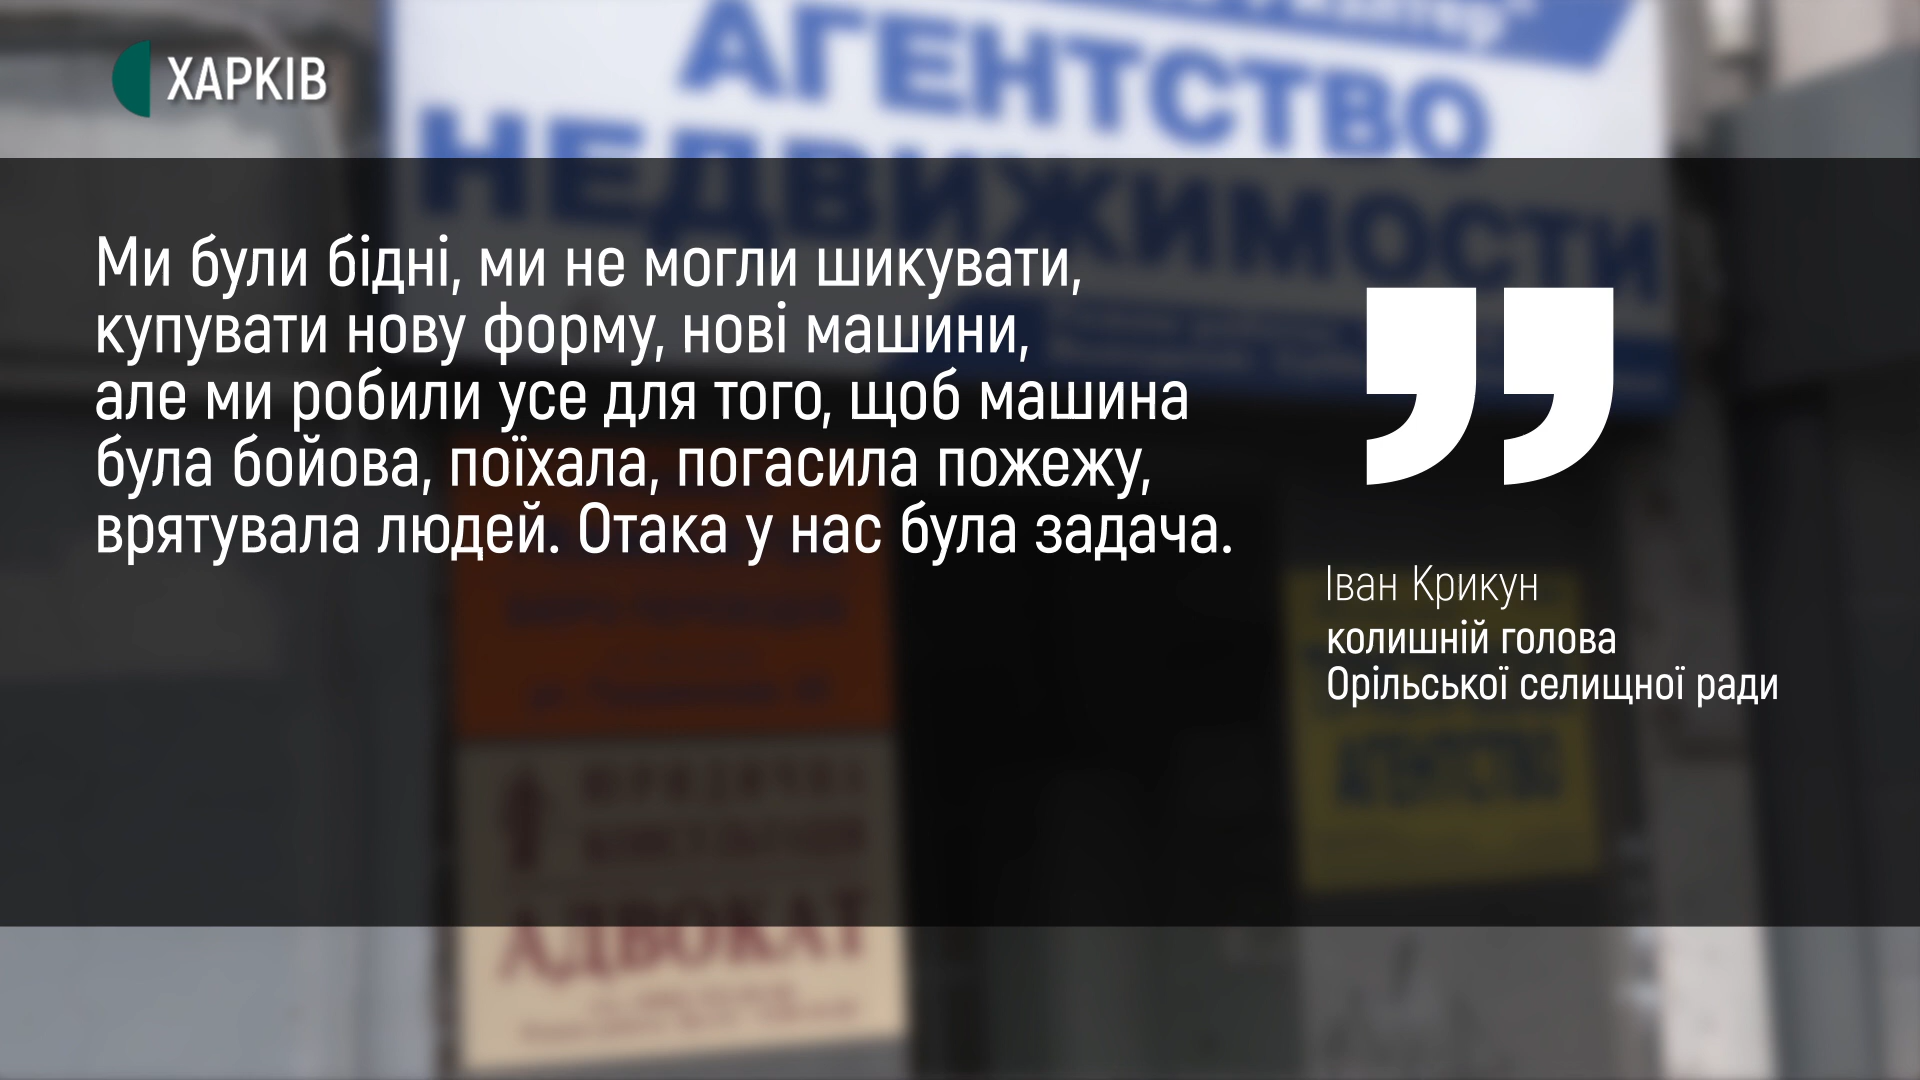 ХАРКІВ
АГЕНТСТВО
НЕДВИЖИМОСТИ
Ми були бідні, ми не могли шикувати,
купувати нову форму, нові машини,
але ми робили усе для того, щоб машина
була бойова, поїхала, погасила пожежу,
врятувала людей. Отака у нас була задача.
Іван Крикун
колишній голова
Орільської селищної ради
АГЕНТСТВО
АДВОКАТ